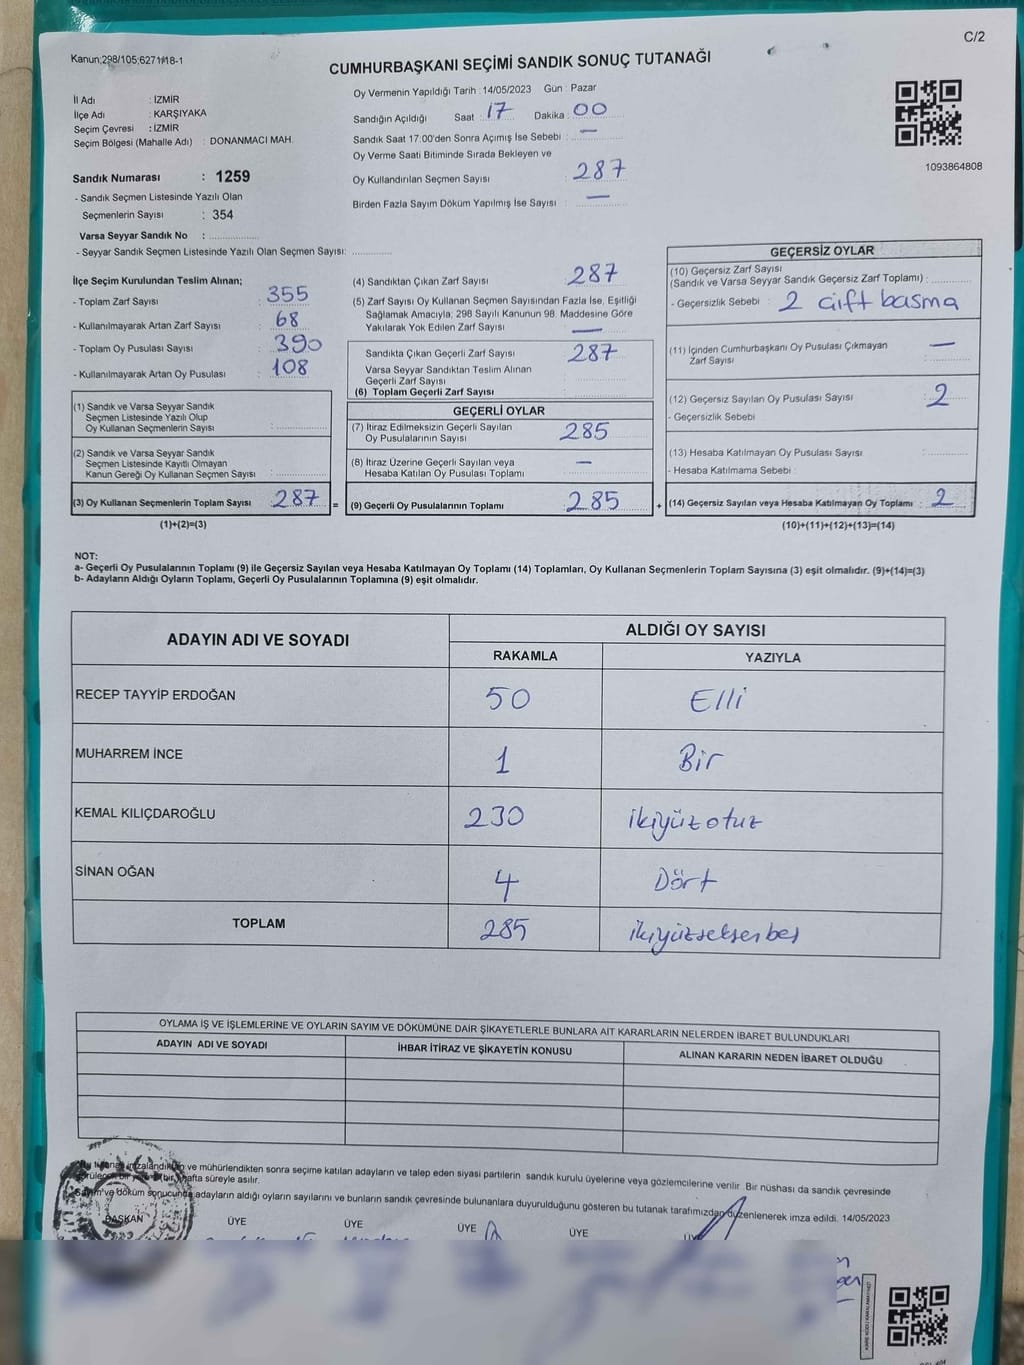 C/2
Kanun;298/105;6271/18-1
CUMHURBAŞKANI SEÇİMİ SANDIK SONUÇ TUTANAĞI
İl Adı : İZMİR
İlçe Adı : KARŞIYAKA
Seçim Çevresi : İZMİR
Seçim Bölgesi (Mahalle Adı) : DONANMACI MAH.
Sandık Numarası : 1259
- Sandık Seçmen Listesinde Yazılı Olan
Seçmenlerin Sayısı : 354
Varsa Seyyar Sandık No :
- Seyyar Sandık Seçmen Listesinde Yazılı Olan Seçmen Sayısı:
Oy Vermenin Yapıldığı Tarih : 14/05/2023 Gün : Pazar
Sandığın Açıldığı Saat : 17 Dakika : 00
Sandık Saat 17:00'den Sonra Açımış İse Sebebi : —
Oy Verme Saati Bitiminde Sırada Bekleyen ve
Oy Kullandırılan Seçmen Sayısı : 287
Birden Fazla Sayım Döküm Yapılmış İse Sayısı : —
1093864808
İlçe Seçim Kurulundan Teslim Alınan;
- Toplam Zarf Sayısı : 355
- Kullanılmayarak Artan Zarf Sayısı : 68
- Toplam Oy Pusulası Sayısı : 390
- Kullanılmayarak Artan Oy Pusulası : 108
(1) Sandık ve Varsa Seyyar Sandık
Seçmen Listesinde Yazılı Olup
Oy Kullanan Seçmenlerin Sayısı :
(2) Sandık ve Varsa Seyyar Sandık
Seçmen Listesinde Kayıtlı Olmayan
Kanun Gereği Oy Kullanan Seçmen Sayısı :
(3) Oy Kullanan Seçmenlerin Toplam Sayısı : 287 =
(1)+(2)=(3)
(4) Sandıktan Çıkan Zarf Sayısı : 287
(5) Zarf Sayısı Oy Kullanan Seçmen Sayısından Fazla İse, Eşitliği
Sağlamak Amacıyla; 298 Sayılı Kanunun 98. Maddesine Göre
Yakılarak Yok Edilen Zarf Sayısı : —
Sandıkta Çıkan Geçerli Zarf Sayısı : 287
Varsa Seyyar Sandıktan Teslim Alınan
Geçerli Zarf Sayısı
(6) Toplam Geçerli Zarf Sayısı
GEÇERLİ OYLAR
(7) İtiraz Edilmeksizin Geçerli Sayılan
Oy Pusulalarının Sayısı : 285
(8) İtiraz Üzerine Geçerli Sayılan veya
Hesaba Katılan Oy Pusulası Toplamı : —
(9) Geçerli Oy Pusulalarının Toplamı : 285 +
GEÇERSİZ OYLAR
(10) Geçersiz Zarf Sayısı
(Sandık ve Varsa Seyyar Sandık Geçersiz Zarf Toplamı) :
- Geçersizlik Sebebi : 2 çift basma
(11) İçinden Cumhurbaşkanı Oy Pusulası Çıkmayan
Zarf Sayısı : —
(12) Geçersiz Sayılan Oy Pusulası Sayısı : 2
- Geçersizlik Sebebi
(13) Hesaba Katılmayan Oy Pusulası Sayısı :
- Hesaba Katılmama Sebebi :
(14) Geçersiz Sayılan veya Hesaba Katılmayan Oy Toplamı : 2
(10)+(11)+(12)+(13)=(14)
NOT:
a- Geçerli Oy Pusulalarının Toplamı (9) ile Geçersiz Sayılan veya Hesaba Katılmayan Oy Toplamı (14) Toplamları, Oy Kullanan Seçmenlerin Toplam Sayısına (3) eşit olmalıdır. (9)+(14)=(3)
b- Adayların Aldığı Oyların Toplamı, Geçerli Oy Pusulalarının Toplamına (9) eşit olmalıdır.
ADAYIN ADI VE SOYADI
ALDIĞI OY SAYISI
RAKAMLA YAZIYLA
RECEP TAYYİP ERDOĞAN 50 Elli
MUHARREM İNCE 1 Bir
KEMAL KILIÇDAROĞLU 230 ikiyüzotuz
SİNAN OĞAN 4 Dört
TOPLAM 285 ikiyüzseksenbeş
OYLAMA İŞ VE İŞLEMLERİNE VE OYLARIN SAYIM VE DÖKÜMÜNE DAİR ŞİKAYETLERLE BUNLARA AİT KARARLARIN NELERDEN İBARET BULUNDUKLARI
ADAYIN ADI VE SOYADI İHBAR İTİRAZ VE ŞİKAYETİN KONUSU ALINAN KARARIN NEDEN İBARET OLDUĞU
ve mühürlendikten sonra seçime katılan adayların ve talep eden siyasi partilerin sandık kurulu üyelerine veya gözlemcilerine verilir. Bir nüshası da sandık çevresinde
hafta süreyle asılır.
döküm sonucunda adayların aldığı oyların sayılarını ve bunların sandık çevresinde bulunanlara duyurulduğunu gösteren bu tutanak tarafımızdan düzenlenerek imza edildi. 14/05/2023
BAŞKAN ÜYE ÜYE ÜYE ÜYE